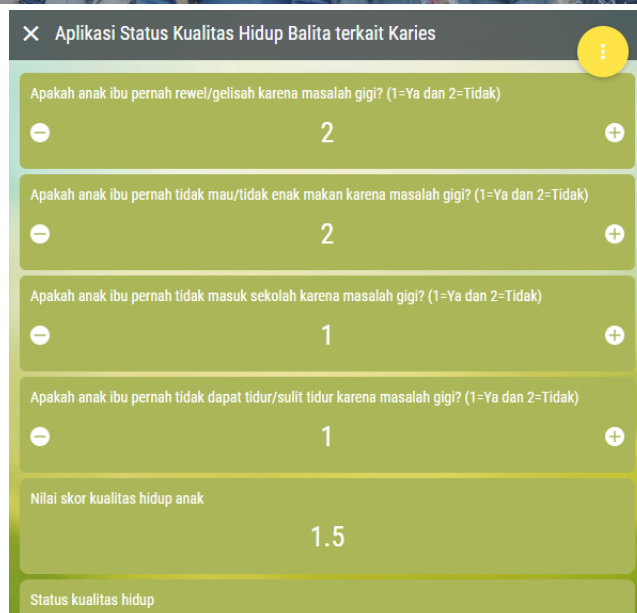 Aplikasi Status Kualitas Hidup Balita terkait Karies
Apakah anak ibu pernah rewel/gelisah karena masalah gigi? (1=Ya dan 2=Tidak)
2
Apakah anak ibu pernah tidak mau/tidak enak makan karena masalah gigi? (1=Ya dan 2=Tidak)
2
Apakah anak ibu pernah tidak masuk sekolah karena masalah gigi? (1=Ya dan 2=Tidak)
1
Apakah anak ibu pernah tidak dapat tidur/sulit tidur karena masalah gigi? (1=Ya dan 2=Tidak)
1
Nilai skor kualitas hidup anak
1.5
Status kualitas hidup